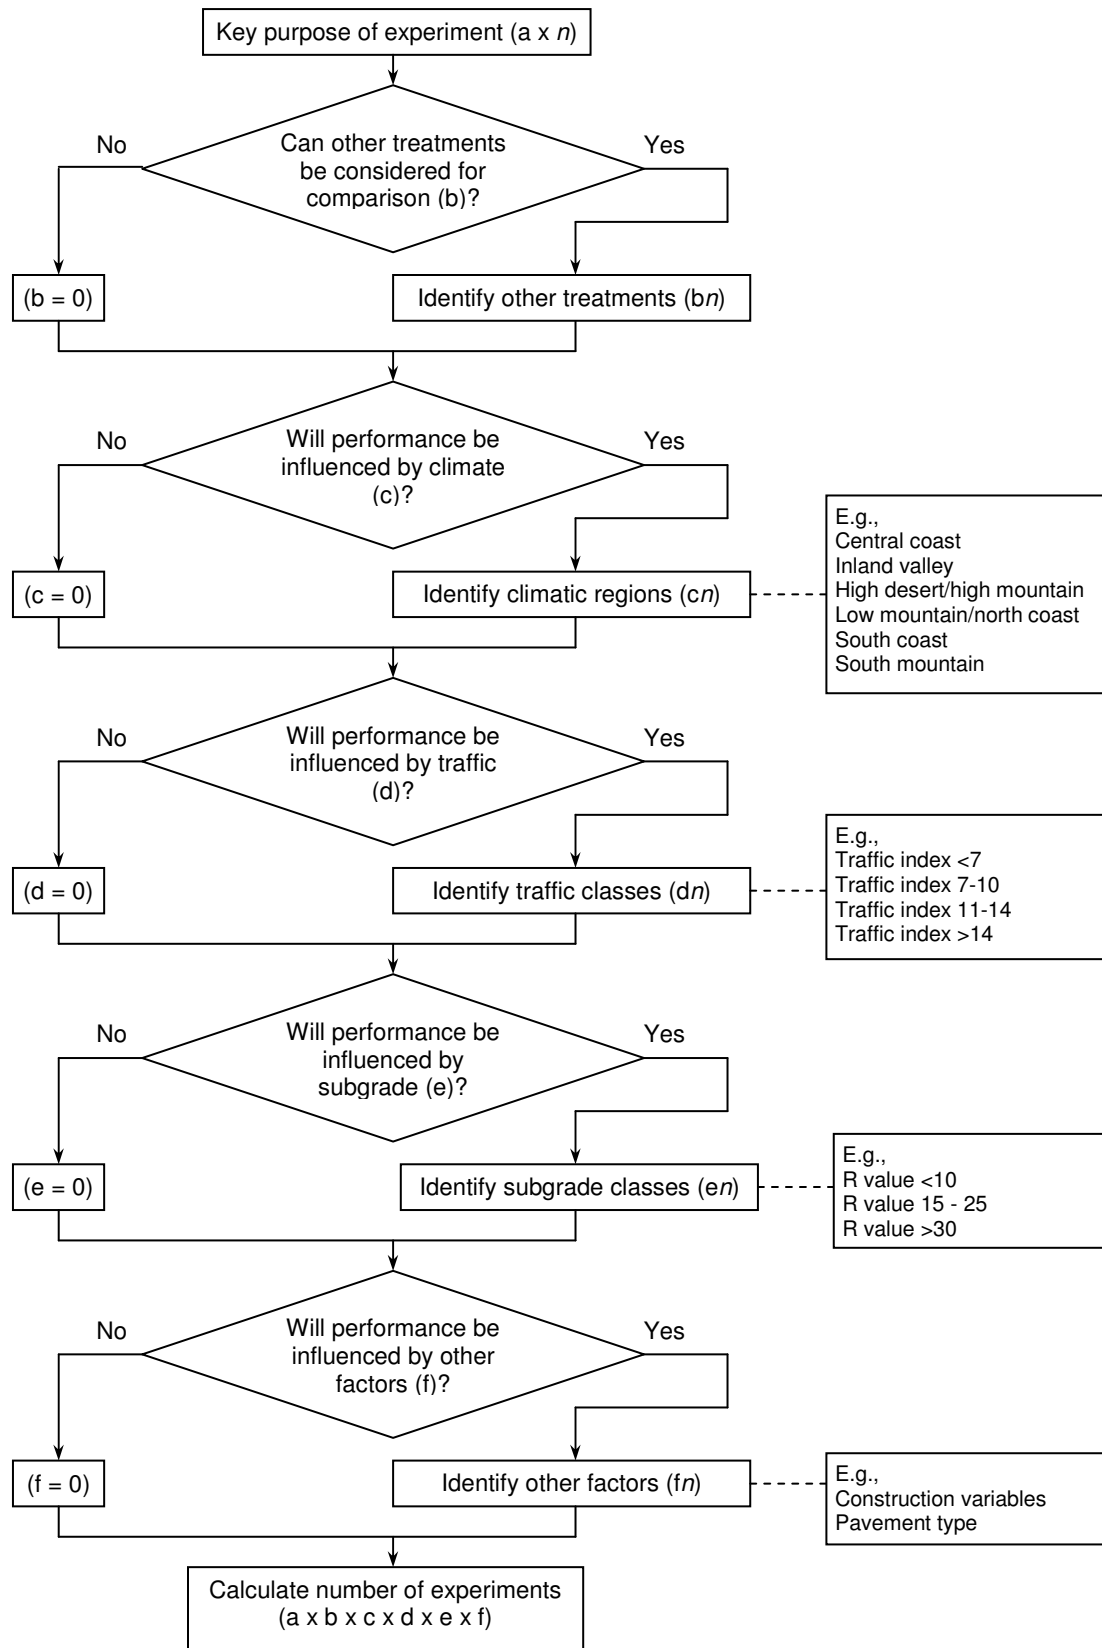 Key purpose of experiment (a x n)
Can other treatments
be considered for
comparison (b)?
No
Yes
(b = 0)
Identify other treatments (bn)
Will performance be
influenced by climate
(c)?
No
Yes
(c = 0)
Identify climatic regions (cn)
E.g.,
Central coast
Inland valley
High desert/high mountain
Low mountain/north coast
South coast
South mountain
Will performance be
influenced by traffic
(d)?
No
Yes
(d = 0)
Identify traffic classes (dn)
E.g.,
Traffic index <7
Traffic index 7-10
Traffic index 11-14
Traffic index >14
Will performance be
influenced by
subgrade (e)?
No
Yes
(e = 0)
Identify subgrade classes (en)
E.g.,
R value <10
R value 15 - 25
R value >30
Will performance be
influenced by other
factors (f)?
No
Yes
(f = 0)
Identify other factors (fn)
E.g.,
Construction variables
Pavement type
Calculate number of experiments
(a x b x c x d x e x f)